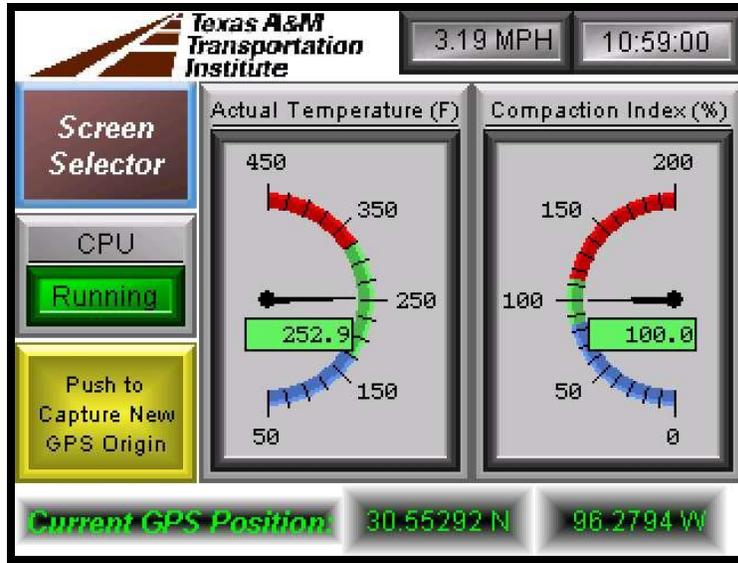 Texas A&M
Transportation
Institute
3.19 MPH
10:59:00
Screen
Selector
CPU
Running
Push to
Capture New
GPS Origin
Actual Temperature (F)
450
350
250
252.9
150
50
Compaction Index (%)
200
150
100
100.0
50
0
Current GPS Position:
30.55292 N
96.2794 W